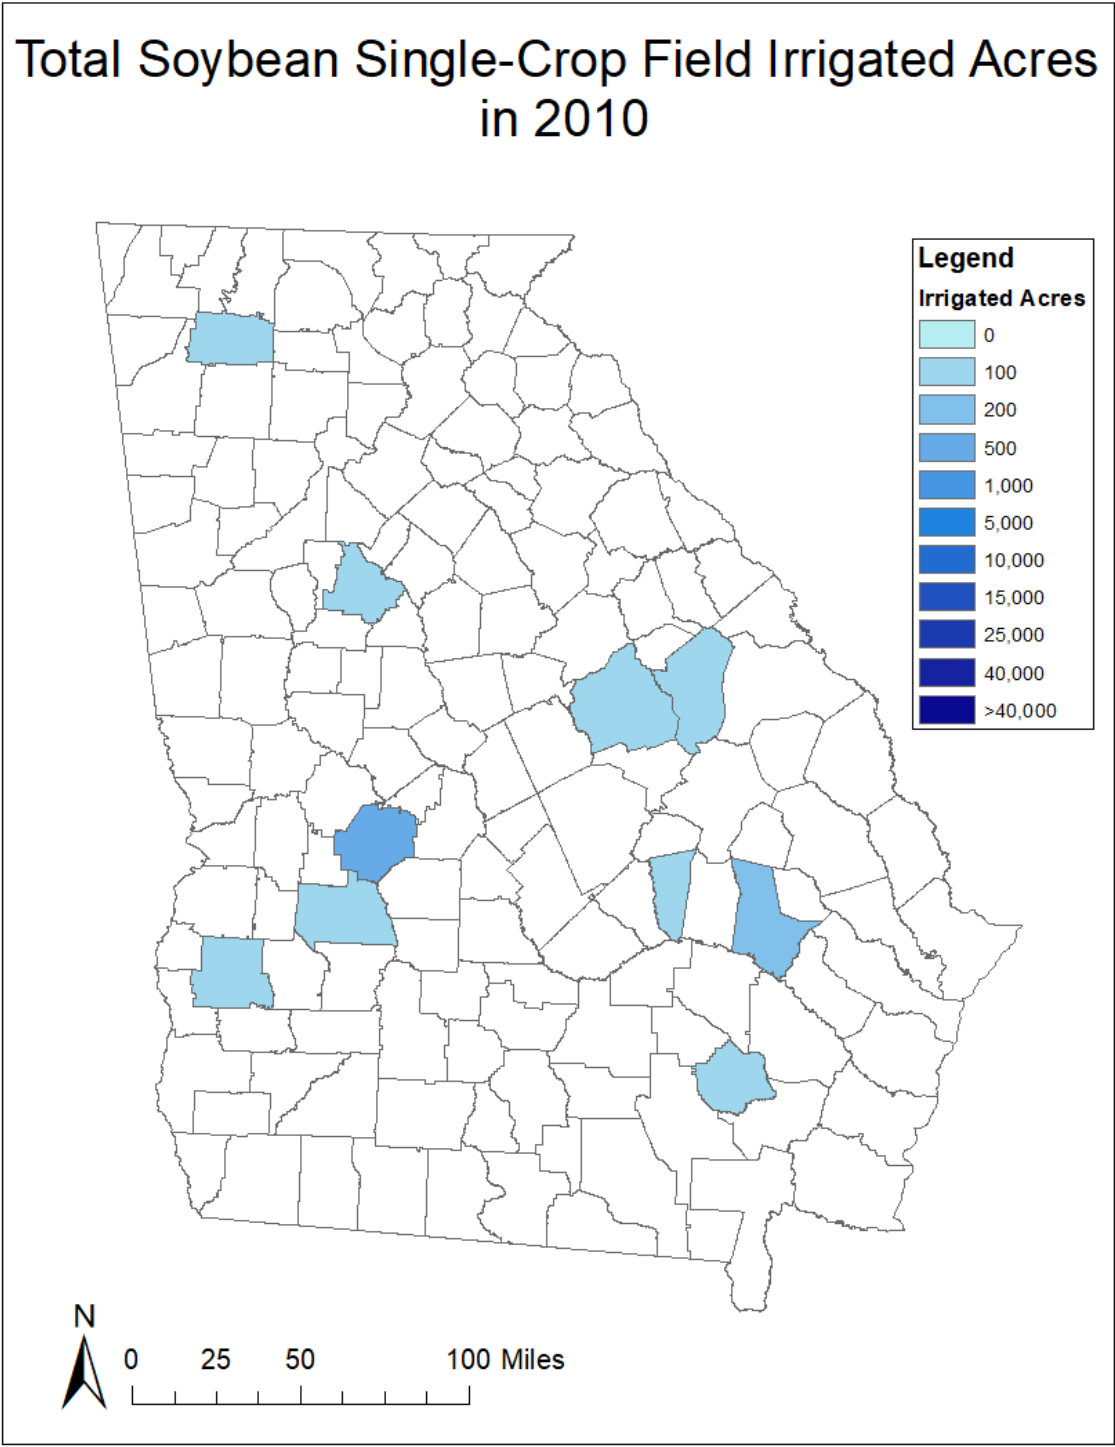 Total Soybean Single-Crop Field Irrigated Acres
in 2010
Legend
Irrigated Acres
0
100
200
500
1,000
5,000
10,000
15,000
25,000
40,000
>40,000
N
0 25 50 100 Miles